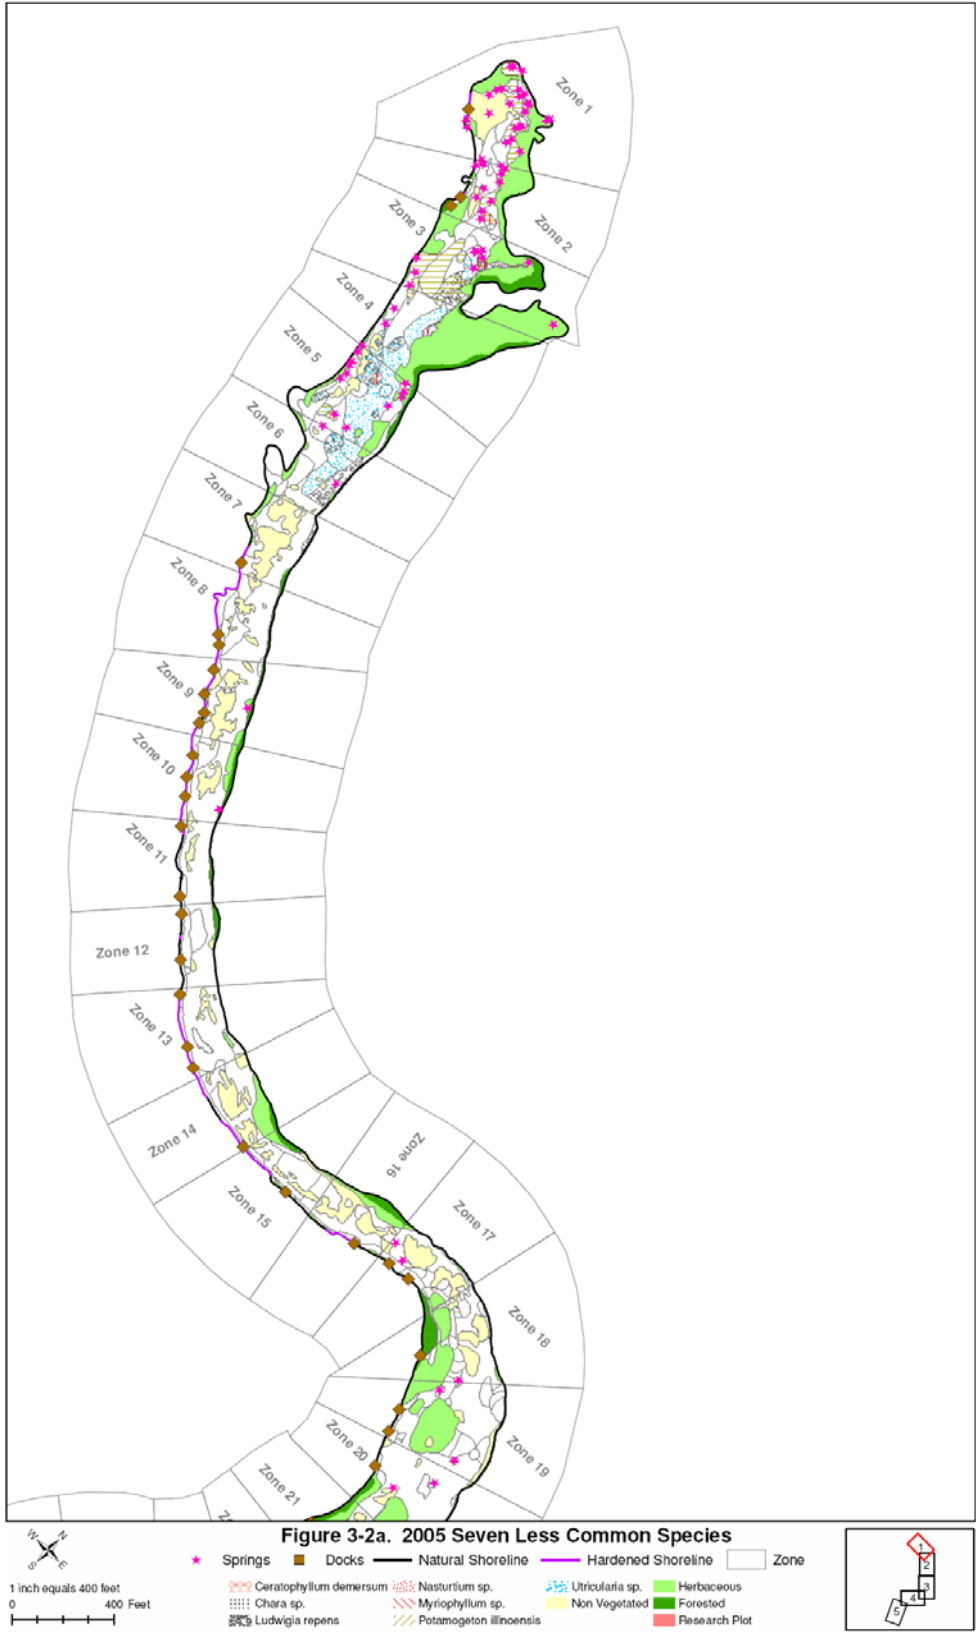 Zone 1
Zone 2
Zone 3
Zone 4
Zone 5
Zone 6
Zone 7
Zone 8
Zone 9
Zone 10
Zone 11
Zone 12
Zone 13
Zone 14
Zone 15
Zone 16
Zone 17
Zone 18
Zone 19
Zone 20
Zone 21
Figure 3-2a. 2005 Seven Less Common Species
N
W
E
S
Springs Docks Natural Shoreline Hardened Shoreline Zone
1 inch equals 400 feet
0 400 Feet
Ceratophyllum demersum Nasturtium sp. Utricularia sp. Herbaceous
Chara sp. Myriophyllum sp. Non Vegetated Forested
Ludwigia repens Potamogeton illinoensis Research Plot
1
2
3
4
5